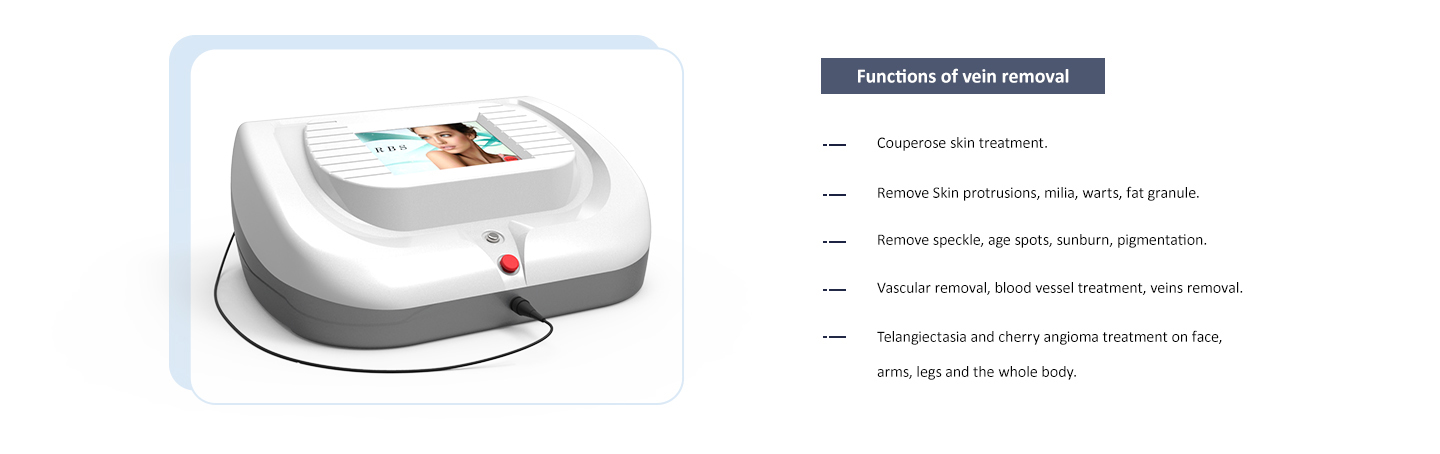 RBS
Functions of vein removal
Couperose skin treatment.
Remove Skin protrusions, milia, warts, fat granule.
Remove speckle, age spots, sunburn, pigmentation.
Vascular removal, blood vessel treatment, veins removal.
Telangiectasia and cherry angioma treatment on face,
arms, legs and the whole body.